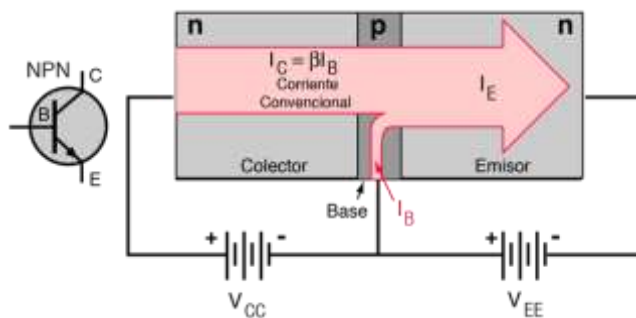 n p n
NPN
C
B
E
I_C = βI_B
Corriente
Convencional
I_E
Colector
Emisor
Base
I_B
+ - + -
V_CC V_EE